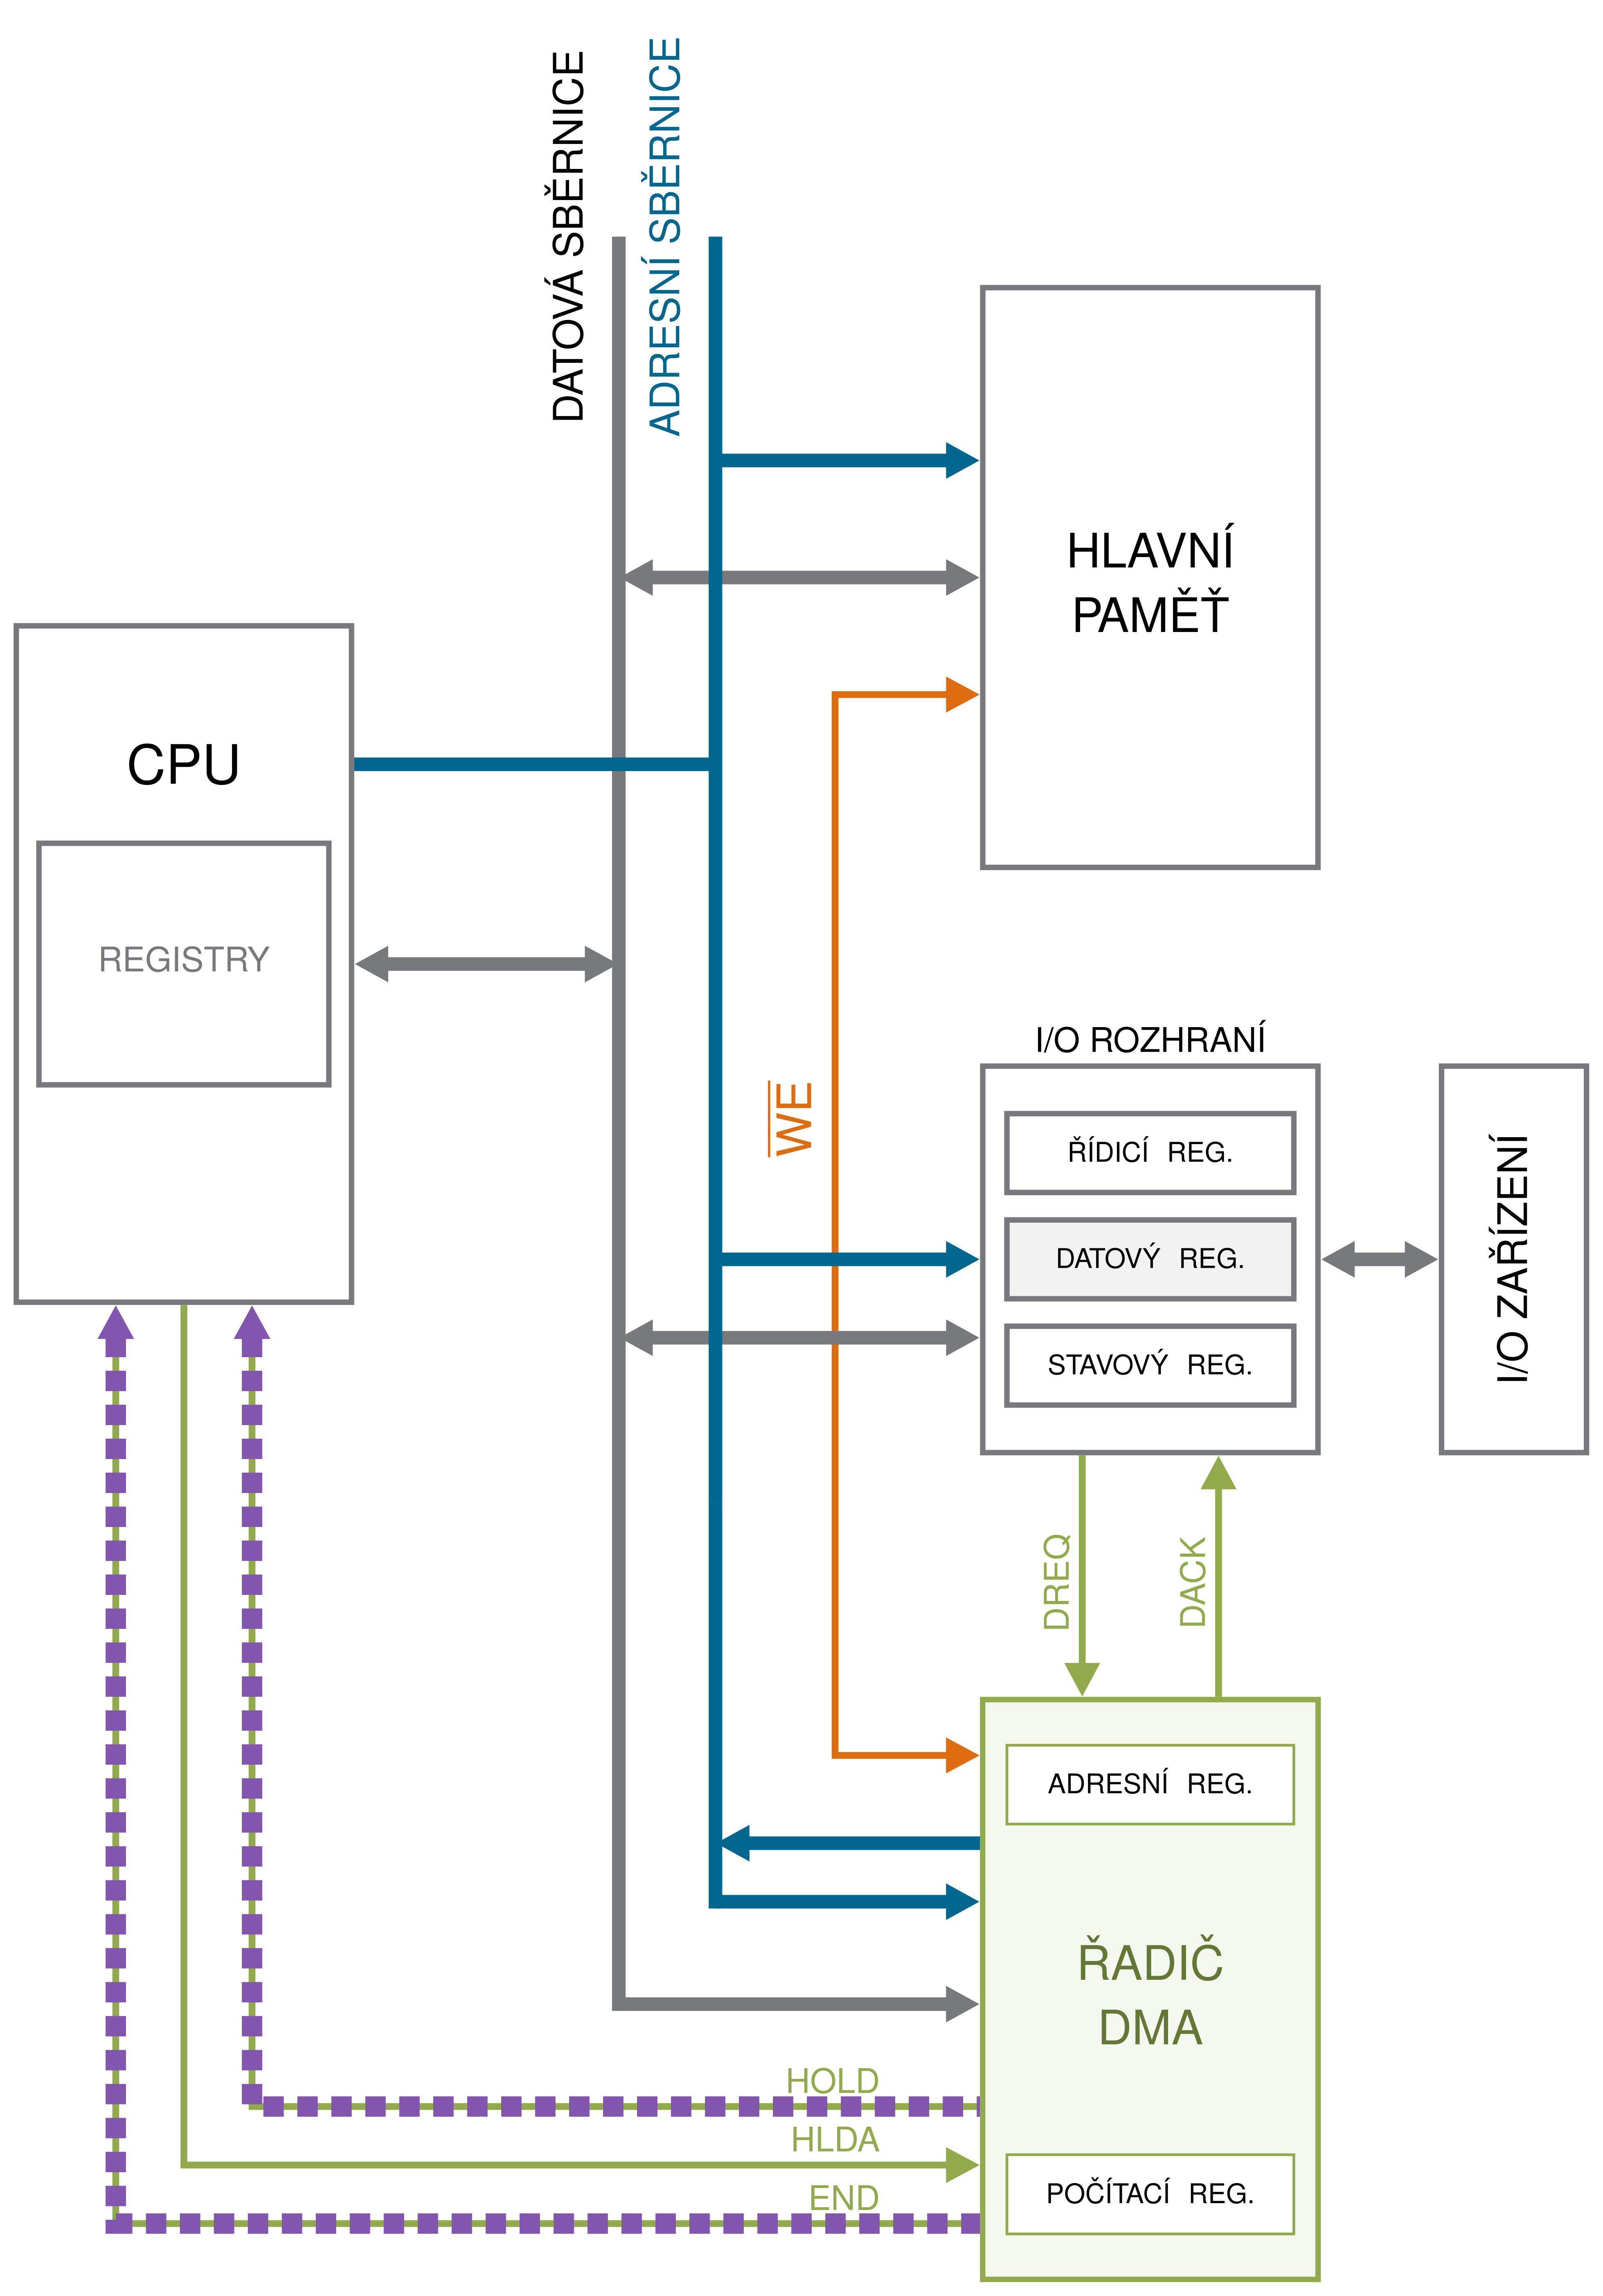 DATOVÁ SBĚRNICE
ADRESNÍ SBĚRNICE
HLAVNÍ
PAMĚŤ
CPU
REGISTRY
I/O ROZHRANÍ
WE
ŘÍDICÍ REG.
DATOVÝ REG.
STAVOVÝ REG.
I/O ZAŘÍZENÍ
DREQ
DACK
ADRESNÍ REG.
ŘADIČ
DMA
HOLD
HLDA
END
POČÍTACÍ REG.